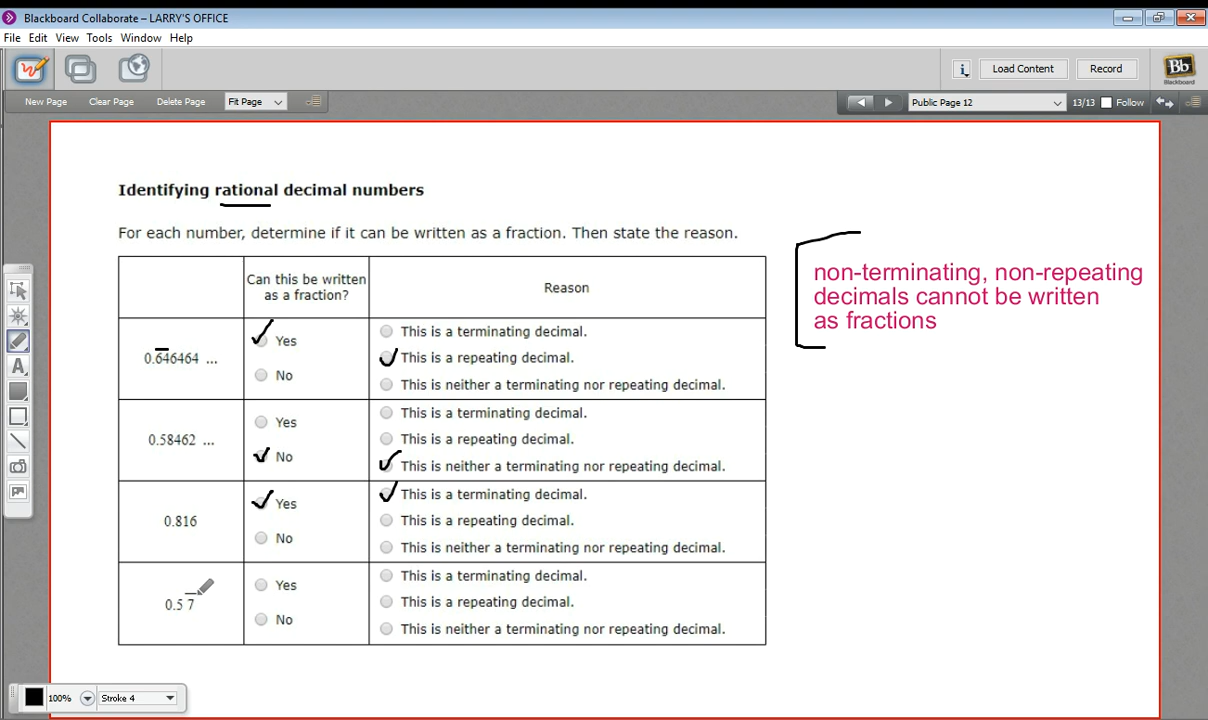 Blackboard Collaborate – LARRY'S OFFICE
File Edit View Tools Window Help
Load Content Record Bb Blackboard
New Page Clear Page Delete Page Fit Page Public Page 12 13/13 Follow
Identifying rational decimal numbers
For each number, determine if it can be written as a fraction. Then state the reason.
Can this be written
as a fraction?
Reason
0.646464 ...
Yes
No
This is a terminating decimal.
This is a repeating decimal.
This is neither a terminating nor repeating decimal.
0.58462 ...
Yes
No
This is a terminating decimal.
This is a repeating decimal.
This is neither a terminating nor repeating decimal.
0.816
Yes
No
This is a terminating decimal.
This is a repeating decimal.
This is neither a terminating nor repeating decimal.
0.57̅
Yes
No
This is a terminating decimal.
This is a repeating decimal.
This is neither a terminating nor repeating decimal.
non-terminating, non-repeating
decimals cannot be written
as fractions
A
100% Stroke 4